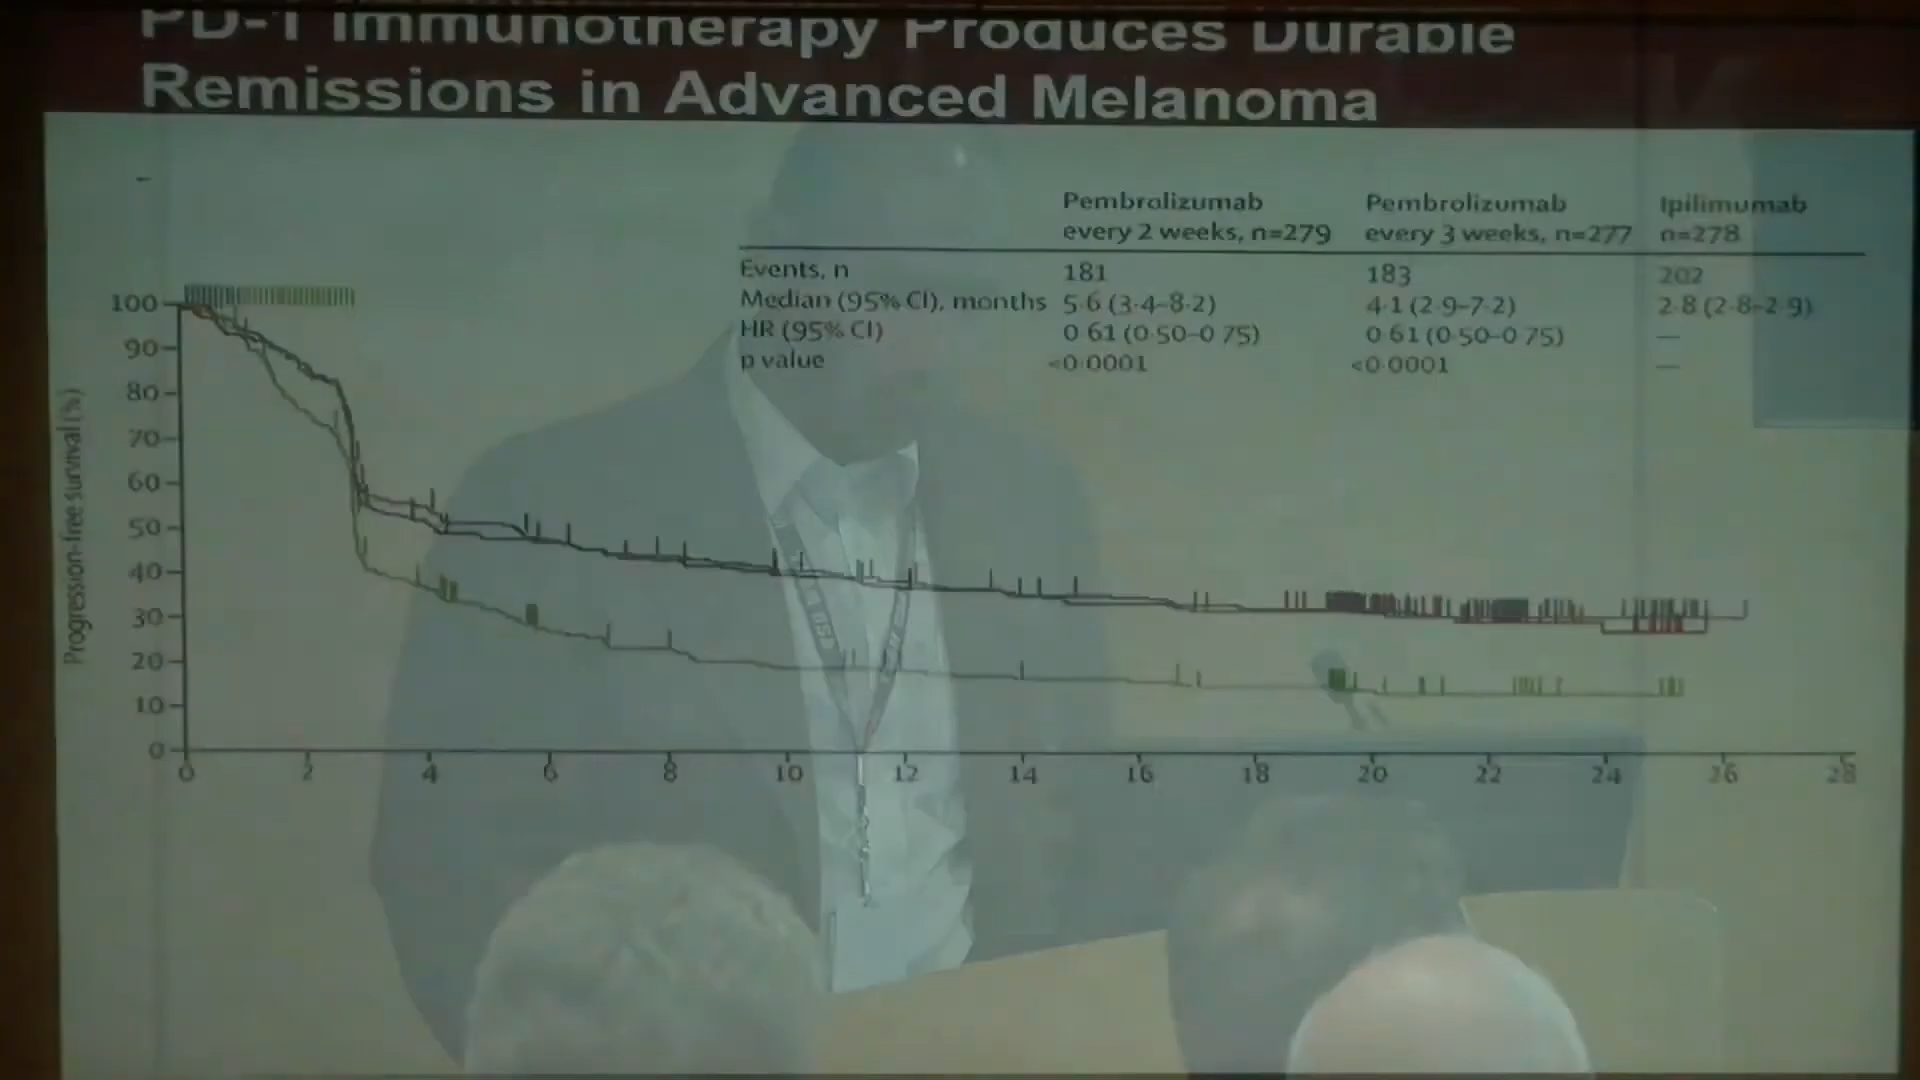 PD-1 Immunotherapy Produces Durable
Remissions in Advanced Melanoma
Pembrolizumab every 2 weeks, n=279
Pembrolizumab every 3 weeks, n=277
Ipilimumab n=278
Events, n 181 183 202
Median (95% CI), months 5·6 (3·4–8·2) 4·1 (2·9–7·2) 2·8 (2·8–2·9)
HR (95% CI) 0·61 (0·50–0·75) 0·61 (0·50–0·75) —
p value <0·0001 <0·0001 —
Progression-free survival (%)
100
90
80
70
60
50
40
30
20
10
0
0 2 4 6 8 10 12 14 16 18 20 22 24 26 28